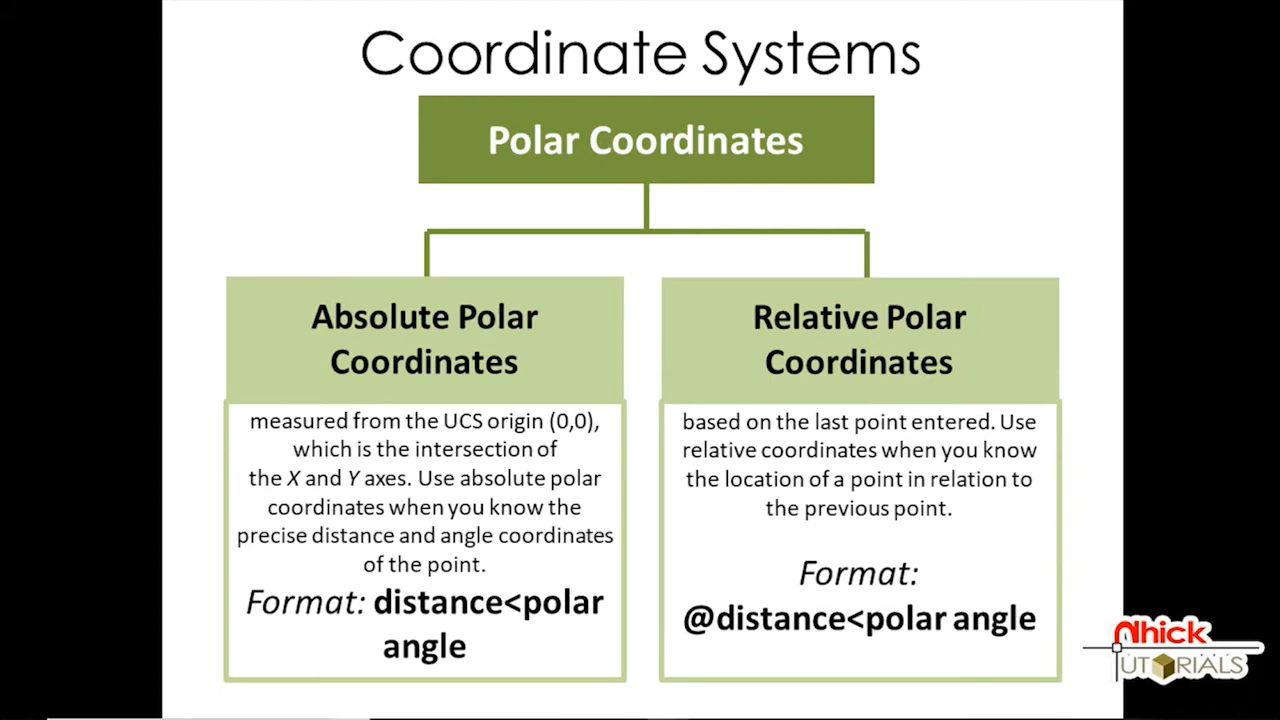 Coordinate Systems
Polar Coordinates
Absolute Polar
Coordinates
measured from the UCS origin (0,0),
which is the intersection of
the X and Y axes. Use absolute polar
coordinates when you know the
precise distance and angle coordinates
of the point.
Format: distance<polar
angle
Relative Polar
Coordinates
based on the last point entered. Use
relative coordinates when you know
the location of a point in relation to
the previous point.
Format:
@distance<polar angle
Nhick
TUTORIALS